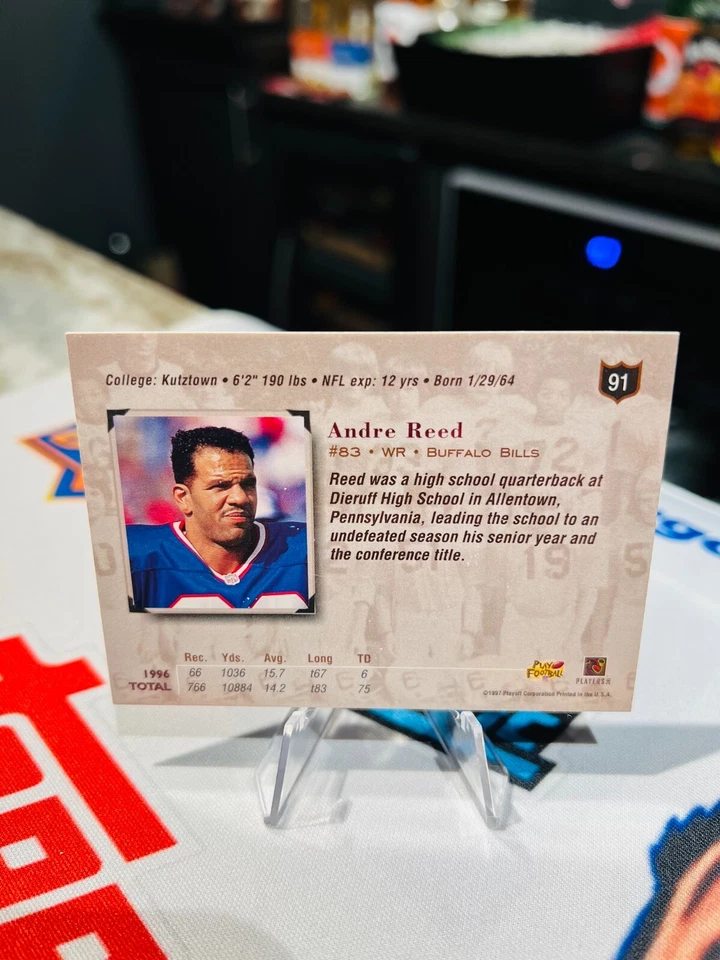 College: Kutztown • 6'2" 190 lbs • NFL exp: 12 yrs • Born 1/29/64
91
Andre Reed
#83 • WR • BUFFALO BILLS
Reed was a high school quarterback at
Dieruff High School in Allentown,
Pennsylvania, leading the school to an
undefeated season his senior year and
the conference title.
Rec. Yds. Avg. Long TD
1996 66 1036 15.7 t67 6
TOTAL 766 10884 14.2 t83 75
PLAY FOOTBALL
PLAYERS
©1997 Playoff Corporation Printed in the U.S.A.